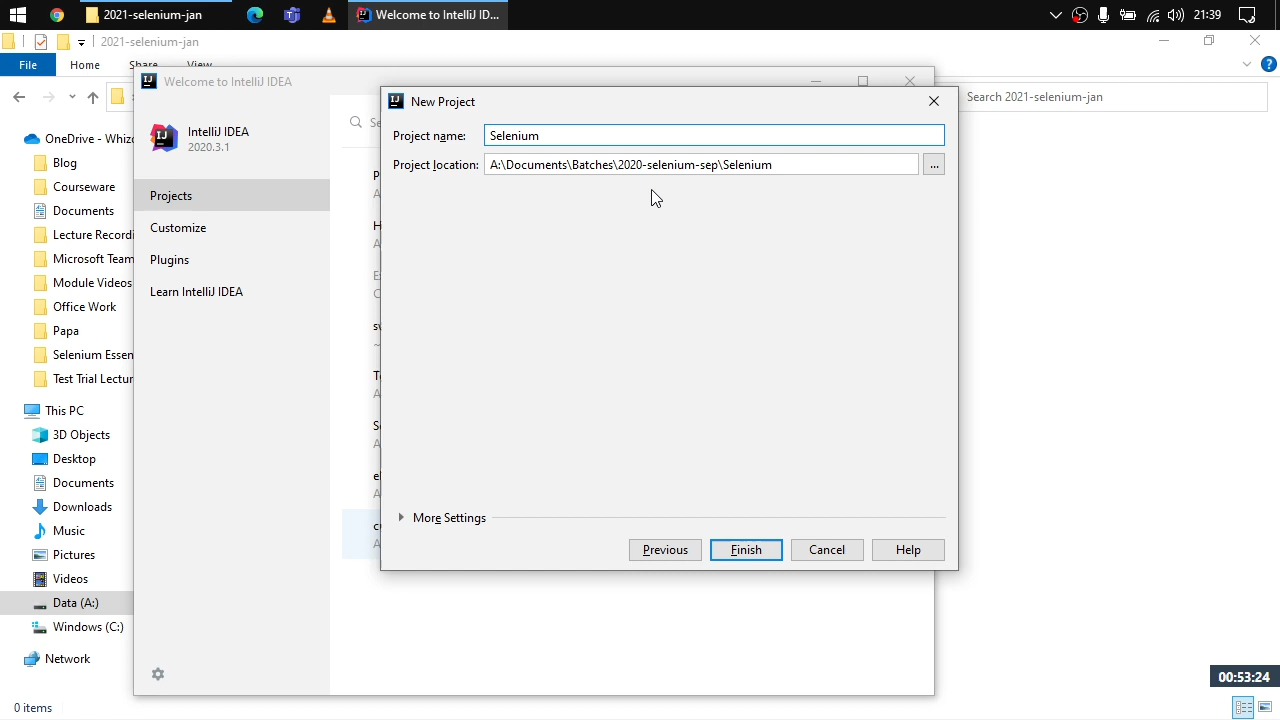 2021-selenium-jan
Welcome to IntelliJ ID...
21:39
2021-selenium-jan
File
Home
Share
View
Search 2021-selenium-jan
OneDrive - Whiz
Blog
Courseware
Documents
Lecture Recordi
Microsoft Team
Module Videos
Office Work
Papa
Selenium Essen
Test Trial Lectur
This PC
3D Objects
Desktop
Documents
Downloads
Music
Pictures
Videos
Data (A:)
Windows (C:)
Network
0 items
Welcome to IntelliJ IDEA
IntelliJ IDEA
2020.3.1
Projects
Customize
Plugins
Learn IntelliJ IDEA
New Project
Project name:
Selenium
Project location:
A:\Documents\Batches\2020-selenium-sep\Selenium
...
More Settings
Previous
Finish
Cancel
Help
00:53:24